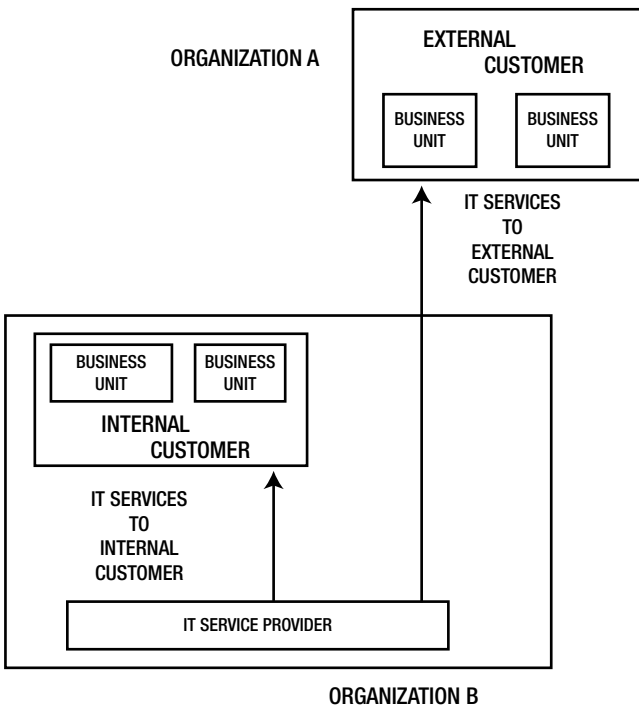 ORGANIZATION A
EXTERNAL
CUSTOMER
BUSINESS
UNIT
BUSINESS
UNIT
IT SERVICES
TO
EXTERNAL
CUSTOMER
BUSINESS
UNIT
BUSINESS
UNIT
INTERNAL
CUSTOMER
IT SERVICES
TO
INTERNAL
CUSTOMER
IT SERVICE PROVIDER
ORGANIZATION B